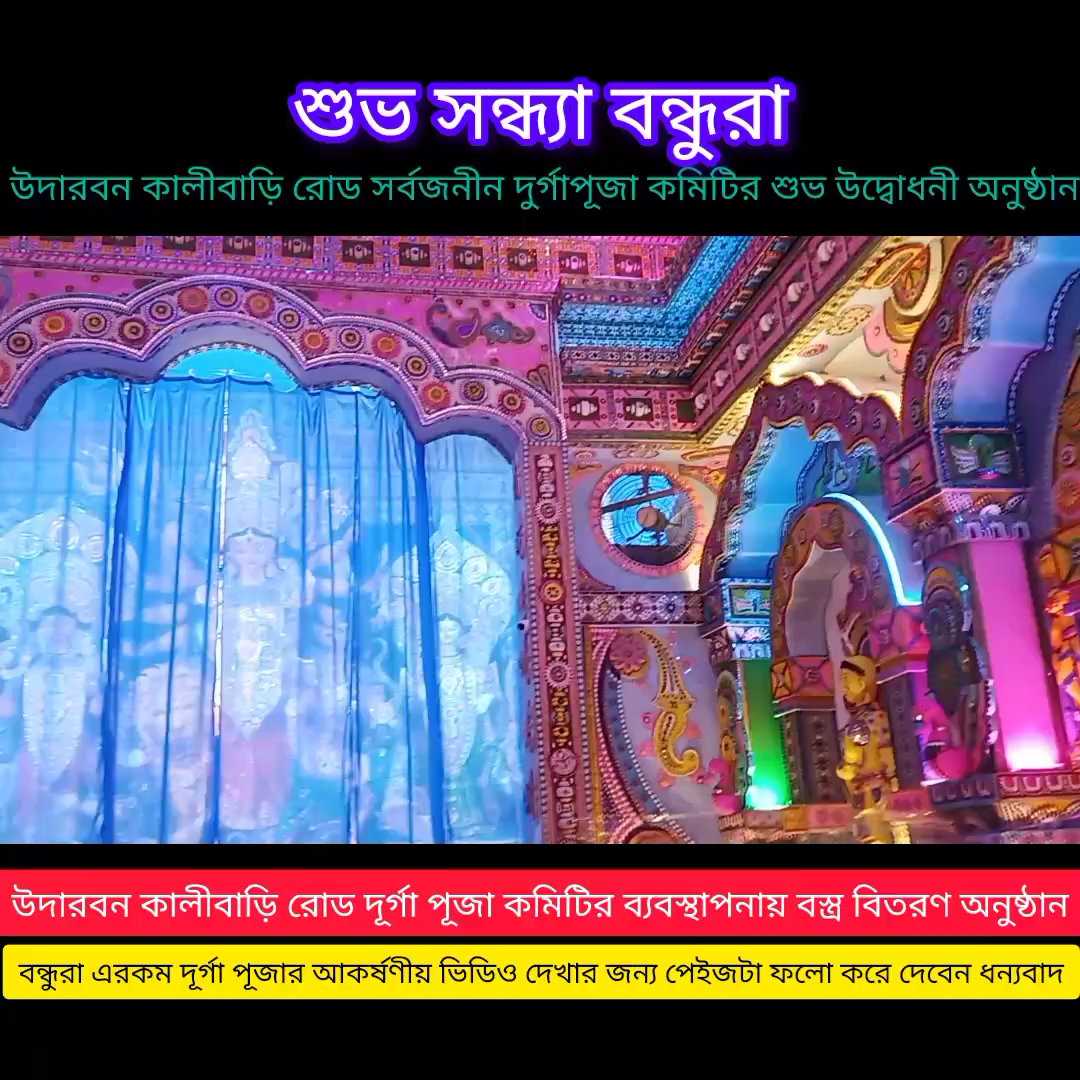 শুভ সন্ধ্যা বন্ধুরা
উদারবন কালীবাড়ি রোড সর্বজনীন দুর্গাপূজা কমিটির শুভ উদ্বোধনী অনুষ্ঠান
উদারবন কালীবাড়ি রোড দূর্গা পূজা কমিটির ব্যবস্থাপনায় বস্ত্র বিতরণ অনুষ্ঠান
বন্ধুরা এরকম দূর্গা পূজার আকর্ষণীয় ভিডিও দেখার জন্য পেইজটা ফলো করে দেবেন ধন্যবাদ